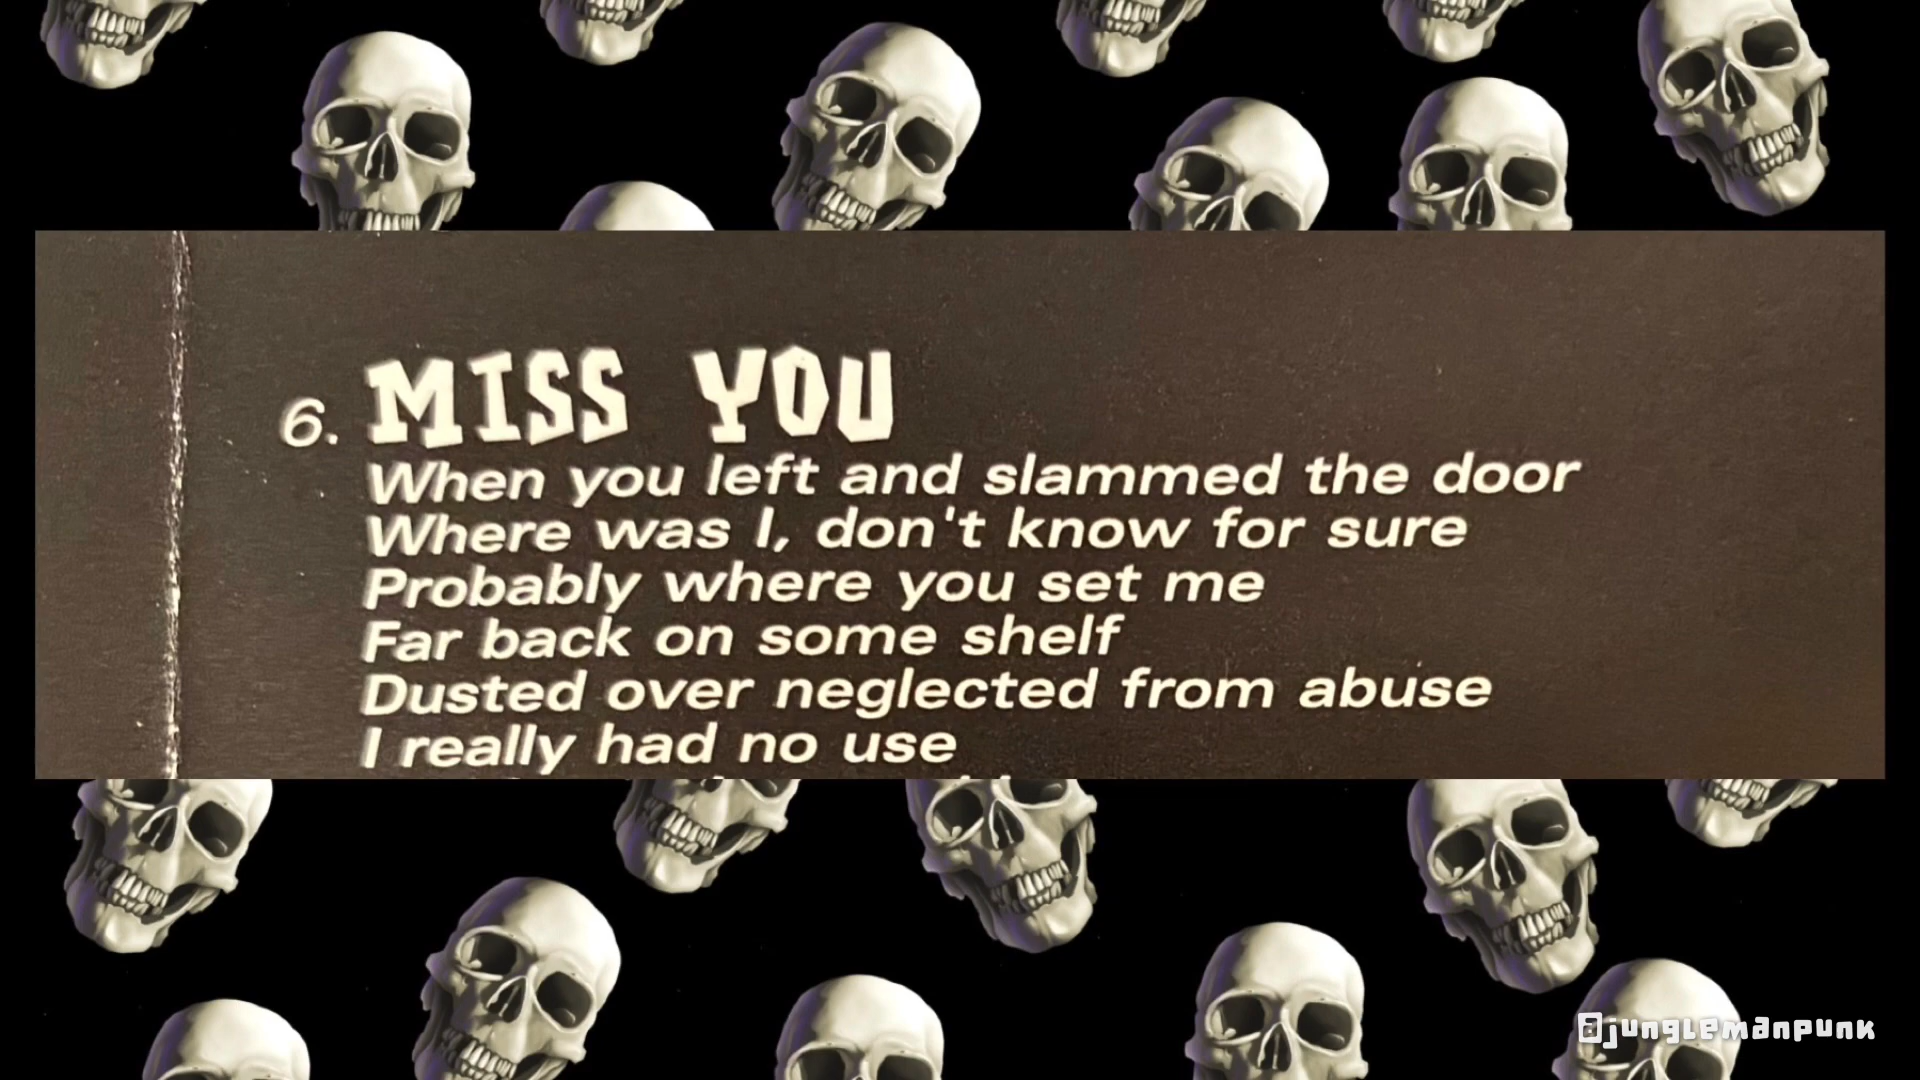 6. MISS YOU
When you left and slammed the door
Where was I, don't know for sure
Probably where you set me
Far back on some shelf
Dusted over neglected from abuse
I really had no use
@junglemanpunk